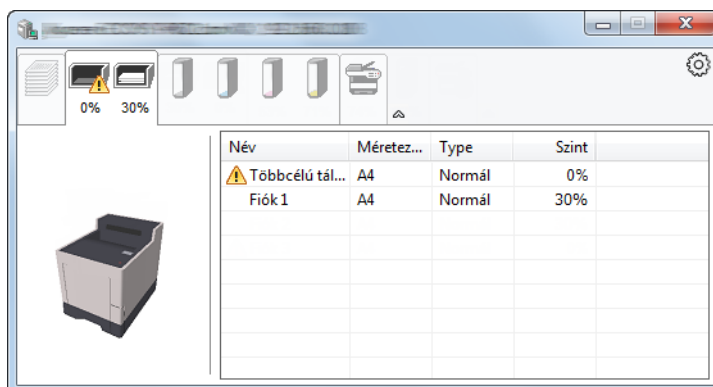 0% 30%
Név Méretez... Type Szint
Többcélú tál... A4 Normál 0%
Fiók 1 A4 Normál 30%